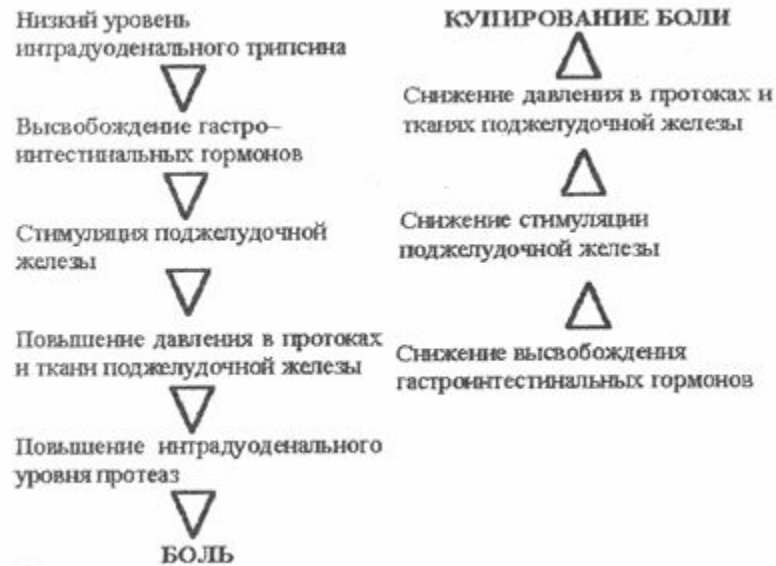 Низкий уровень
интрадуоденального трипсина
Высвобождение гастро–
интестинальных гормонов
Стимуляция поджелудочной
железы
Повышение давления в протоках
и ткани поджелудочной железы
Повышение интрадуоденального
уровня протеаз
БОЛЬ
КУПИРОВАНИЕ БОЛИ
Снижение давления в протоках и
тканях поджелудочной железы
Снижение стимуляции
поджелудочной железы
Снижение высвобождения
гастроинтестинальных гормонов